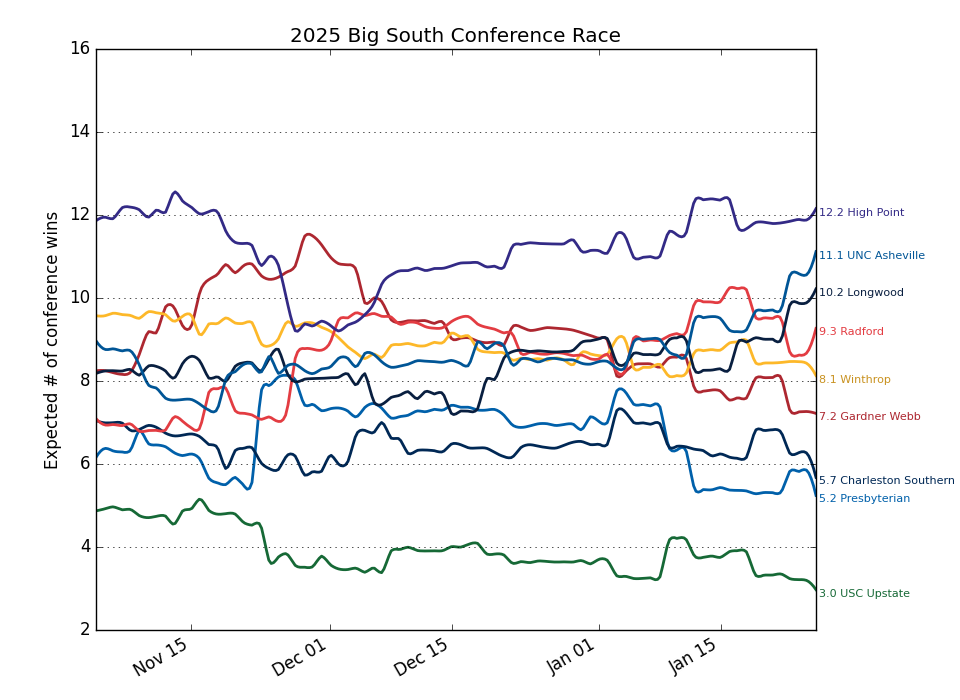 2025 Big South Conference Race
Expected # of conference wins
16
14
12
10
8
6
4
2
12.2 High Point
11.1 UNC Asheville
10.2 Longwood
9.3 Radford
8.1 Winthrop
7.2 Gardner Webb
5.7 Charleston Southern
5.2 Presbyterian
3.0 USC Upstate
Nov 15
Dec 01
Dec 15
Jan 01
Jan 15